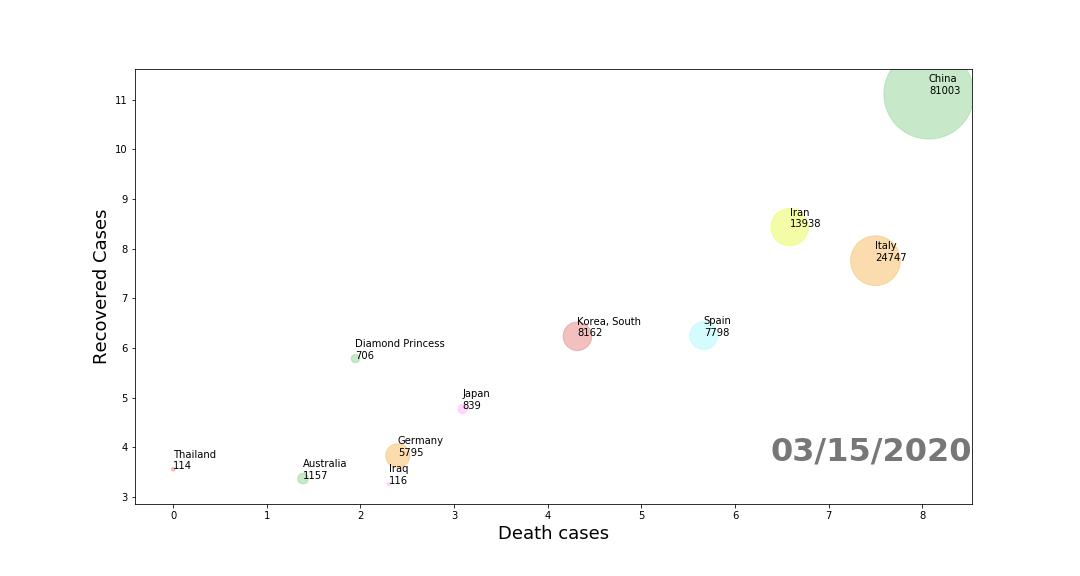 China
81003
11
10
9
Iran
13938
Italy
24747
8
7
Korea, South
8162
Spain
7798
6
Diamond Princess
706
5
Japan
839
4
Germany
5795
Thailand
114
Australia
1157
Iraq
116
03/15/2020
3
Recovered Cases
0 1 2 3 4 5 6 7 8
Death cases